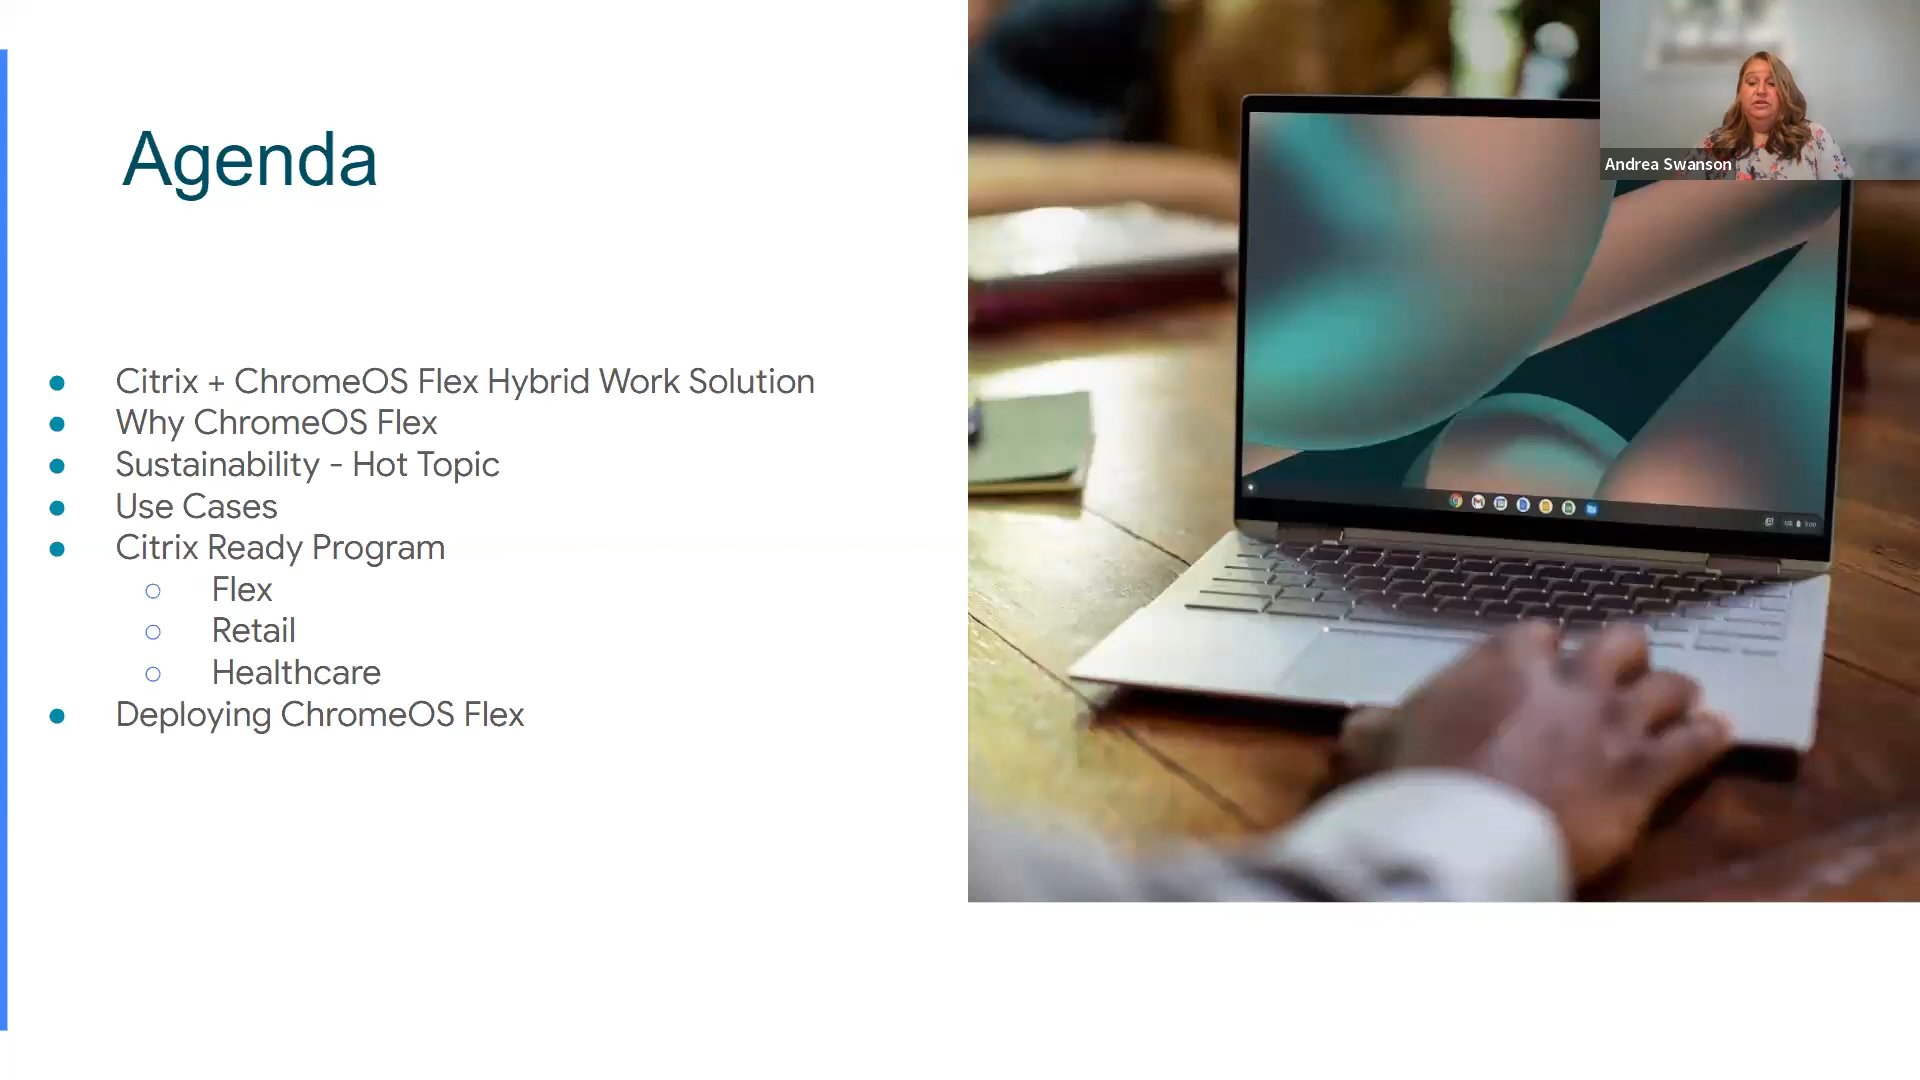 Agenda
Citrix + ChromeOS Flex Hybrid Work Solution
Why ChromeOS Flex
Sustainability - Hot Topic
Use Cases
Citrix Ready Program
Flex
Retail
Healthcare
Deploying ChromeOS Flex
Andrea Swanson